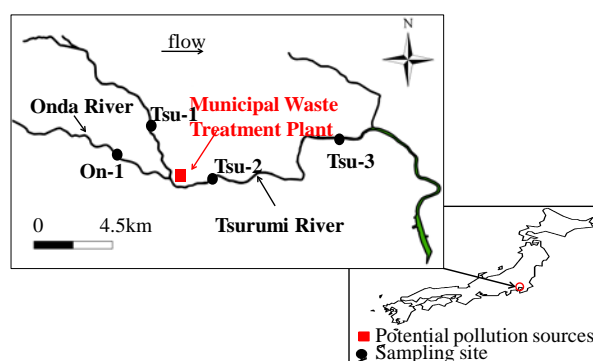 flow
N
Onda River
Tsu-1
Municipal Waste
Treatment Plant
On-1
Tsu-2
Tsu-3
0 4.5km
Tsurumi River
Potential pollution sources
Sampling site